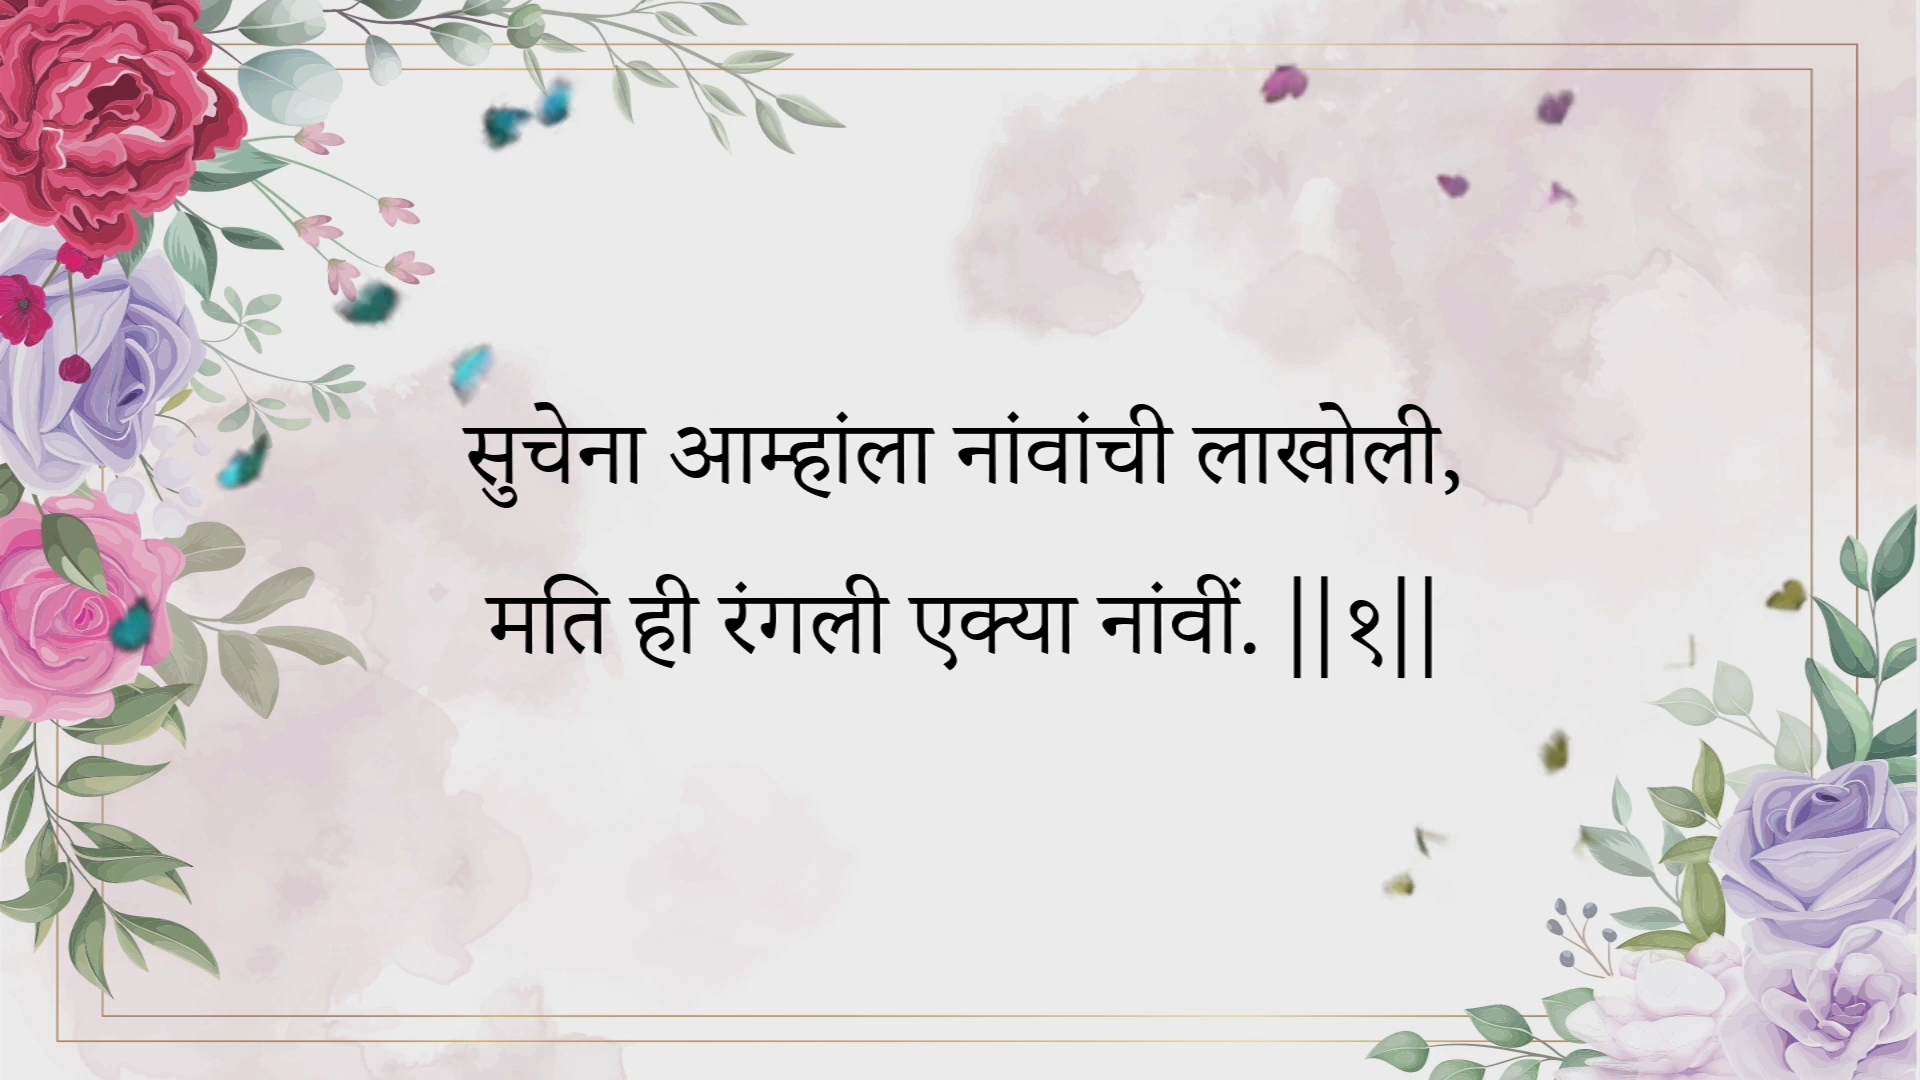 सुचेना आम्हांला नांवांची लाखोली,
मति ही रंगली एक्या नांवीं. ||१||